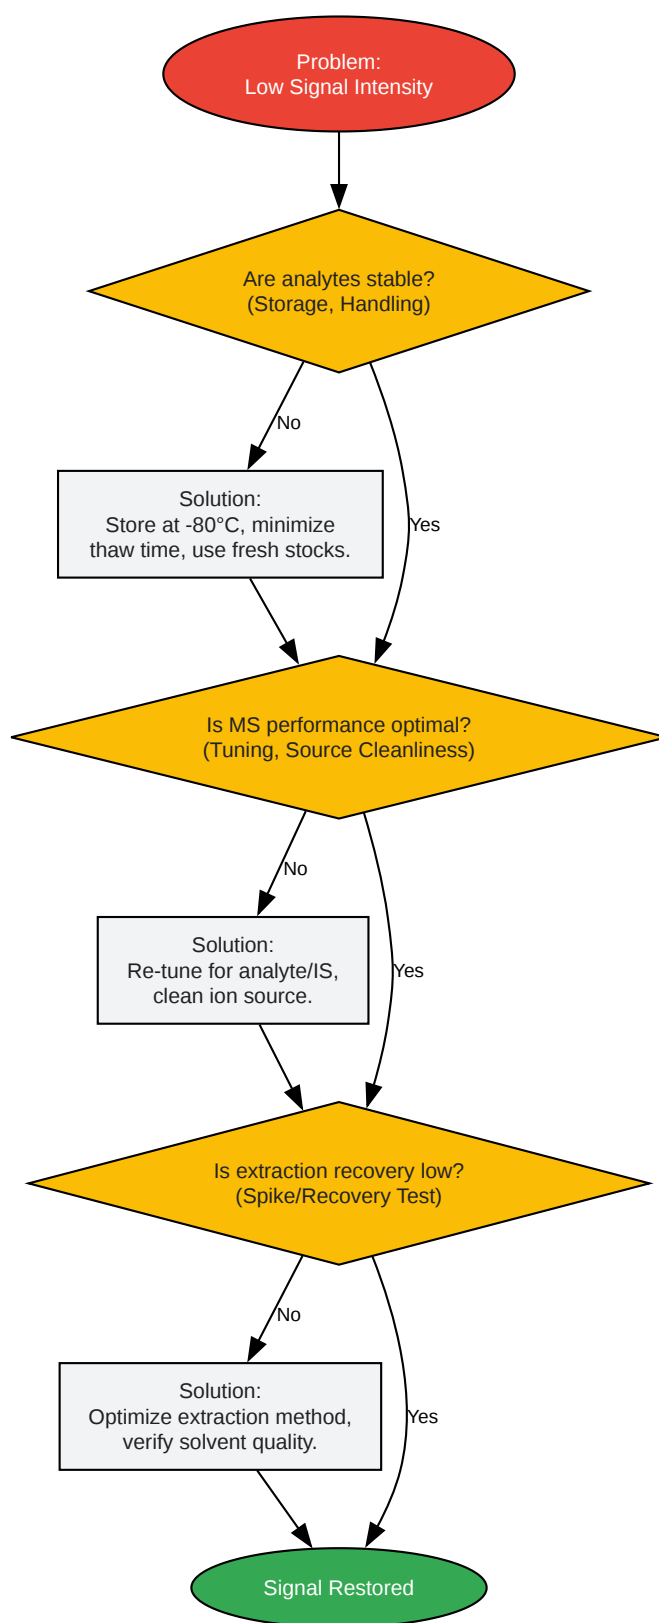 Problem:
Low Signal Intensity
Are analytes stable?
(Storage, Handling)
No
Solution:
Store at -80°C, minimize
thaw time, use fresh stocks.
Yes
Is MS performance optimal?
(Tuning, Source Cleanliness)
No
Solution:
Re-tune for analyte/IS,
clean ion source.
Yes
Is extraction recovery low?
(Spike/Recovery Test)
No
Solution:
Optimize extraction method,
verify solvent quality.
Yes
Signal Restored